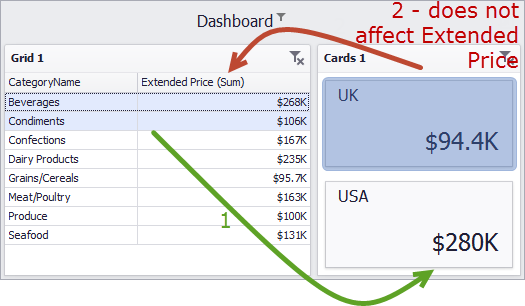 Dashboard
2 - does not
affect Extended
Price
Grid 1
CategoryName Extended Price (Sum)
Beverages $268K
Condiments $106K
Confections $167K
Dairy Products $235K
Grains/Cereals $95.7K
Meat/Poultry $163K
Produce $100K
Seafood $131K
1
Cards 1
UK
$94.4K
USA
$280K